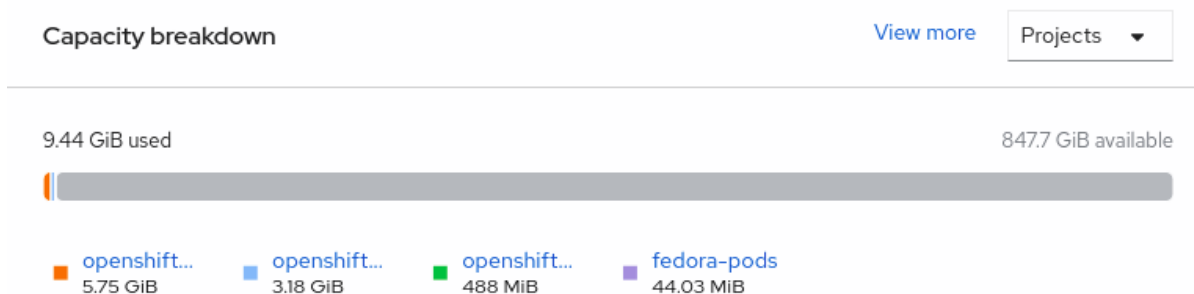 Capacity breakdown
View more
Projects
9.44 GiB used
847.7 GiB available
openshift...
openshift...
openshift...
fedora-pods
5.75 GiB
3.18 GiB
488 MiB
44.03 MiB